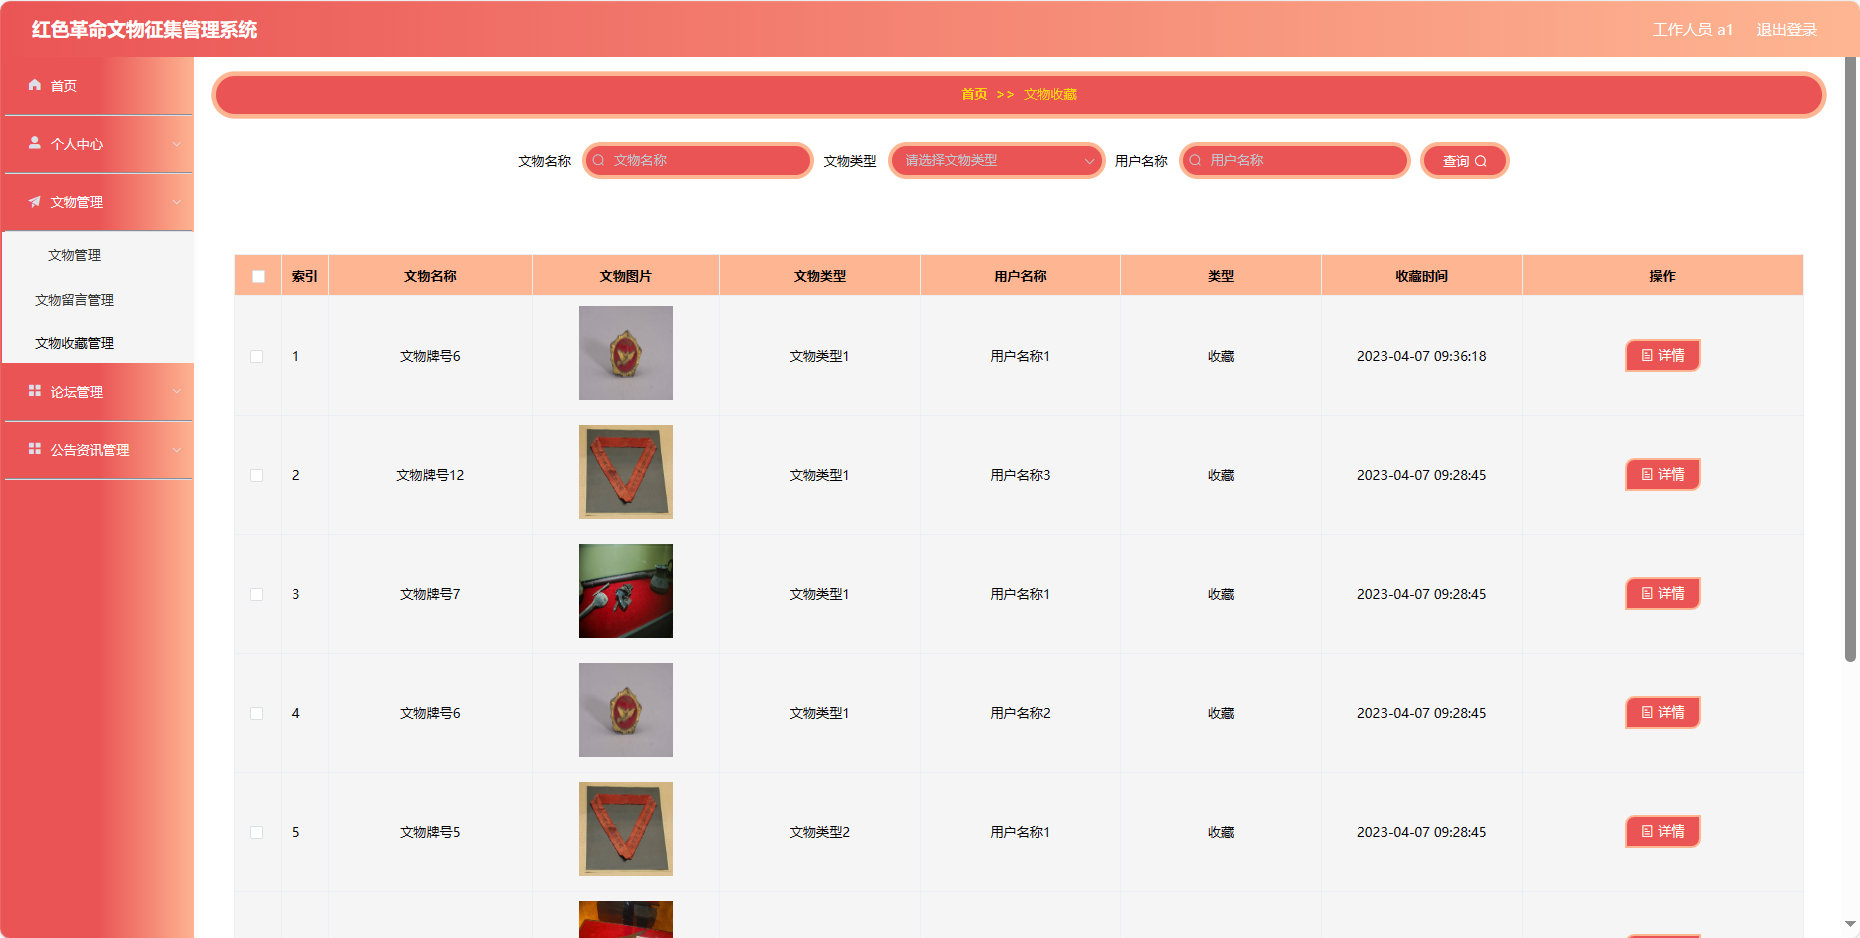 红色革命文物征集管理系统
工作人员 a1 退出登录
首页
个人中心
文物管理
文物管理
文物留言管理
文物收藏管理
论坛管理
公告资讯管理
首页 >> 文物收藏
文物名称 文物名称 文物类型 请选择文物类型 用户名称 用户名称 查询
索引 文物名称 文物图片 文物类型 用户名称 类型 收藏时间 操作
1 文物牌号6 文物类型1 用户名称1 收藏 2023-04-07 09:36:18 详情
2 文物牌号12 文物类型1 用户名称3 收藏 2023-04-07 09:28:45 详情
3 文物牌号7 文物类型1 用户名称1 收藏 2023-04-07 09:28:45 详情
4 文物牌号6 文物类型1 用户名称2 收藏 2023-04-07 09:28:45 详情
5 文物牌号5 文物类型2 用户名称1 收藏 2023-04-07 09:28:45 详情